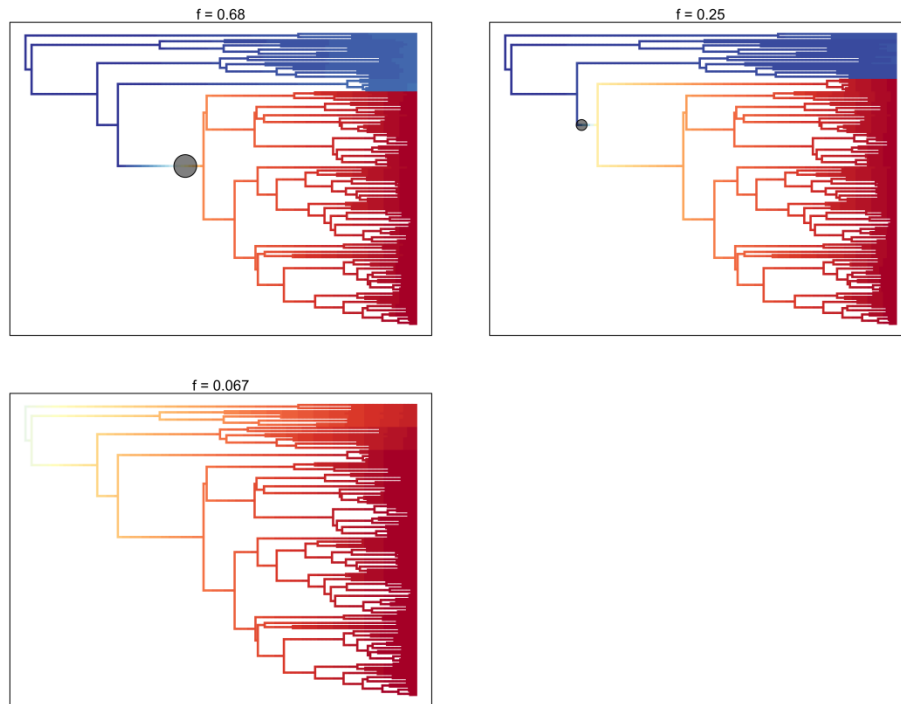 f = 0.68
f = 0.25
f = 0.067